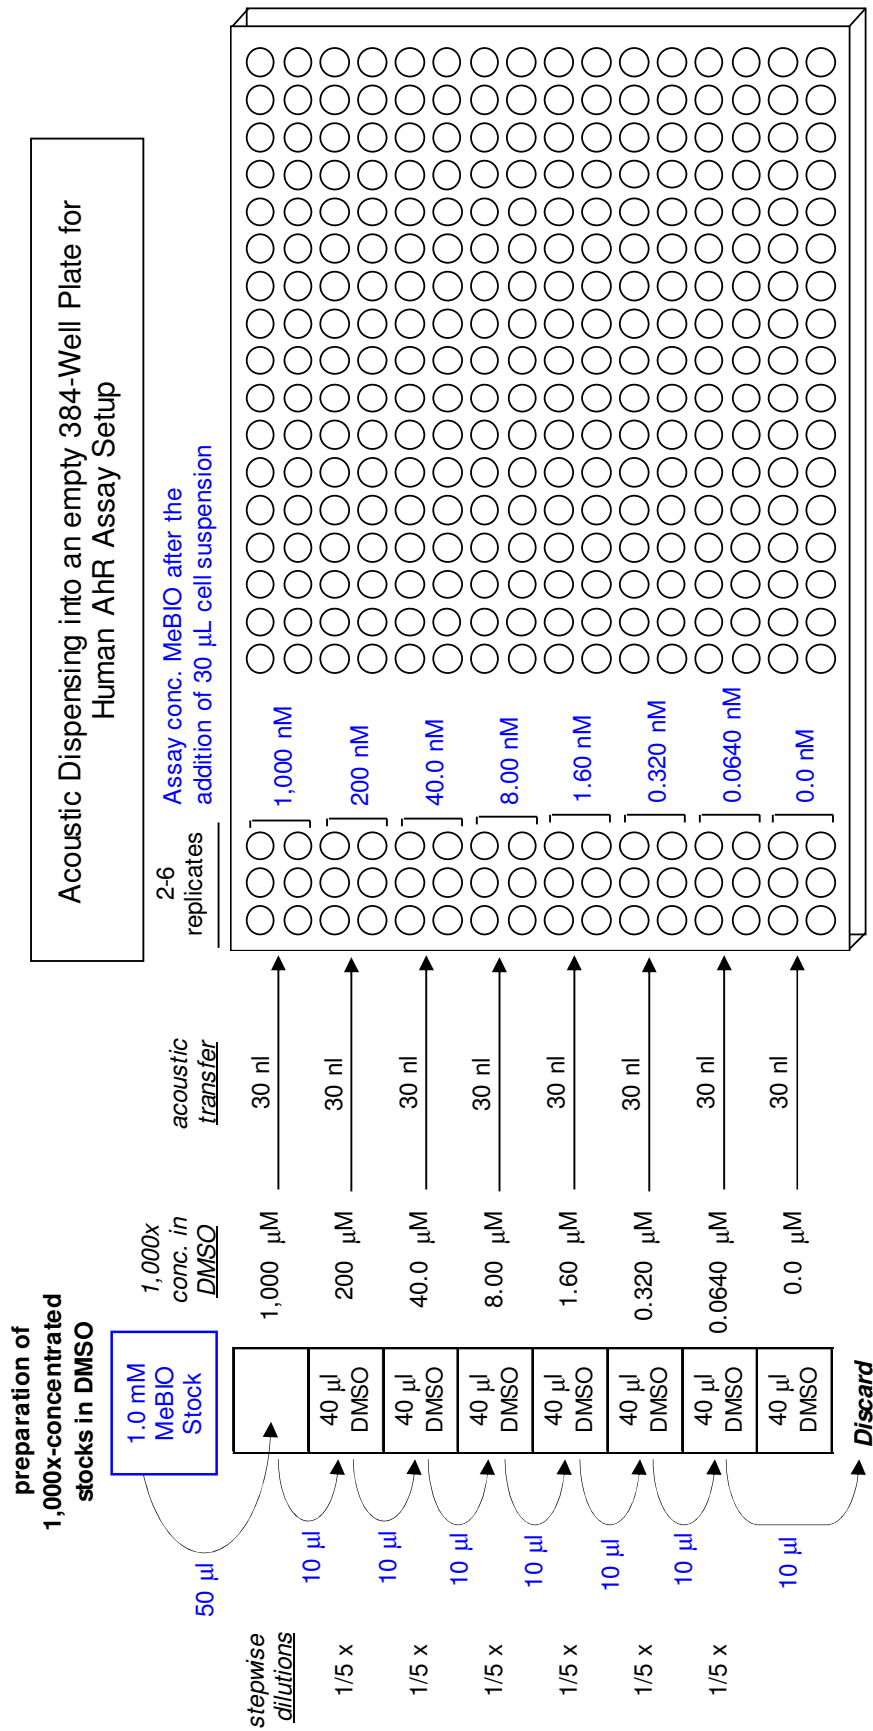 Acoustic Dispensing into an empty 384-Well Plate for
Human AhR Assay Setup
preparation of
1,000x-concentrated
stocks in DMSO
1.0 mM
MeBIO
Stock
50 µl
1,000x
conc. in
DMSO
acoustic
transfer
2-6
replicates
Assay conc. MeBIO after the
addition of 30 µL cell suspension
stepwise
dilutions
1,000 µM
30 nl
1,000 nM
1/5 x
10 µl
40 µl
DMSO
200 µM
30 nl
200 nM
1/5 x
10 µl
40 µl
DMSO
40.0 µM
30 nl
40.0 nM
1/5 x
10 µl
40 µl
DMSO
8.00 µM
30 nl
8.00 nM
1/5 x
10 µl
40 µl
DMSO
1.60 µM
30 nl
1.60 nM
1/5 x
10 µl
40 µl
DMSO
0.320 µM
30 nl
0.320 nM
1/5 x
10 µl
40 µl
DMSO
0.0640 µM
30 nl
0.0640 nM
10 µl
40 µl
DMSO
0.0 µM
30 nl
0.0 nM
Discard